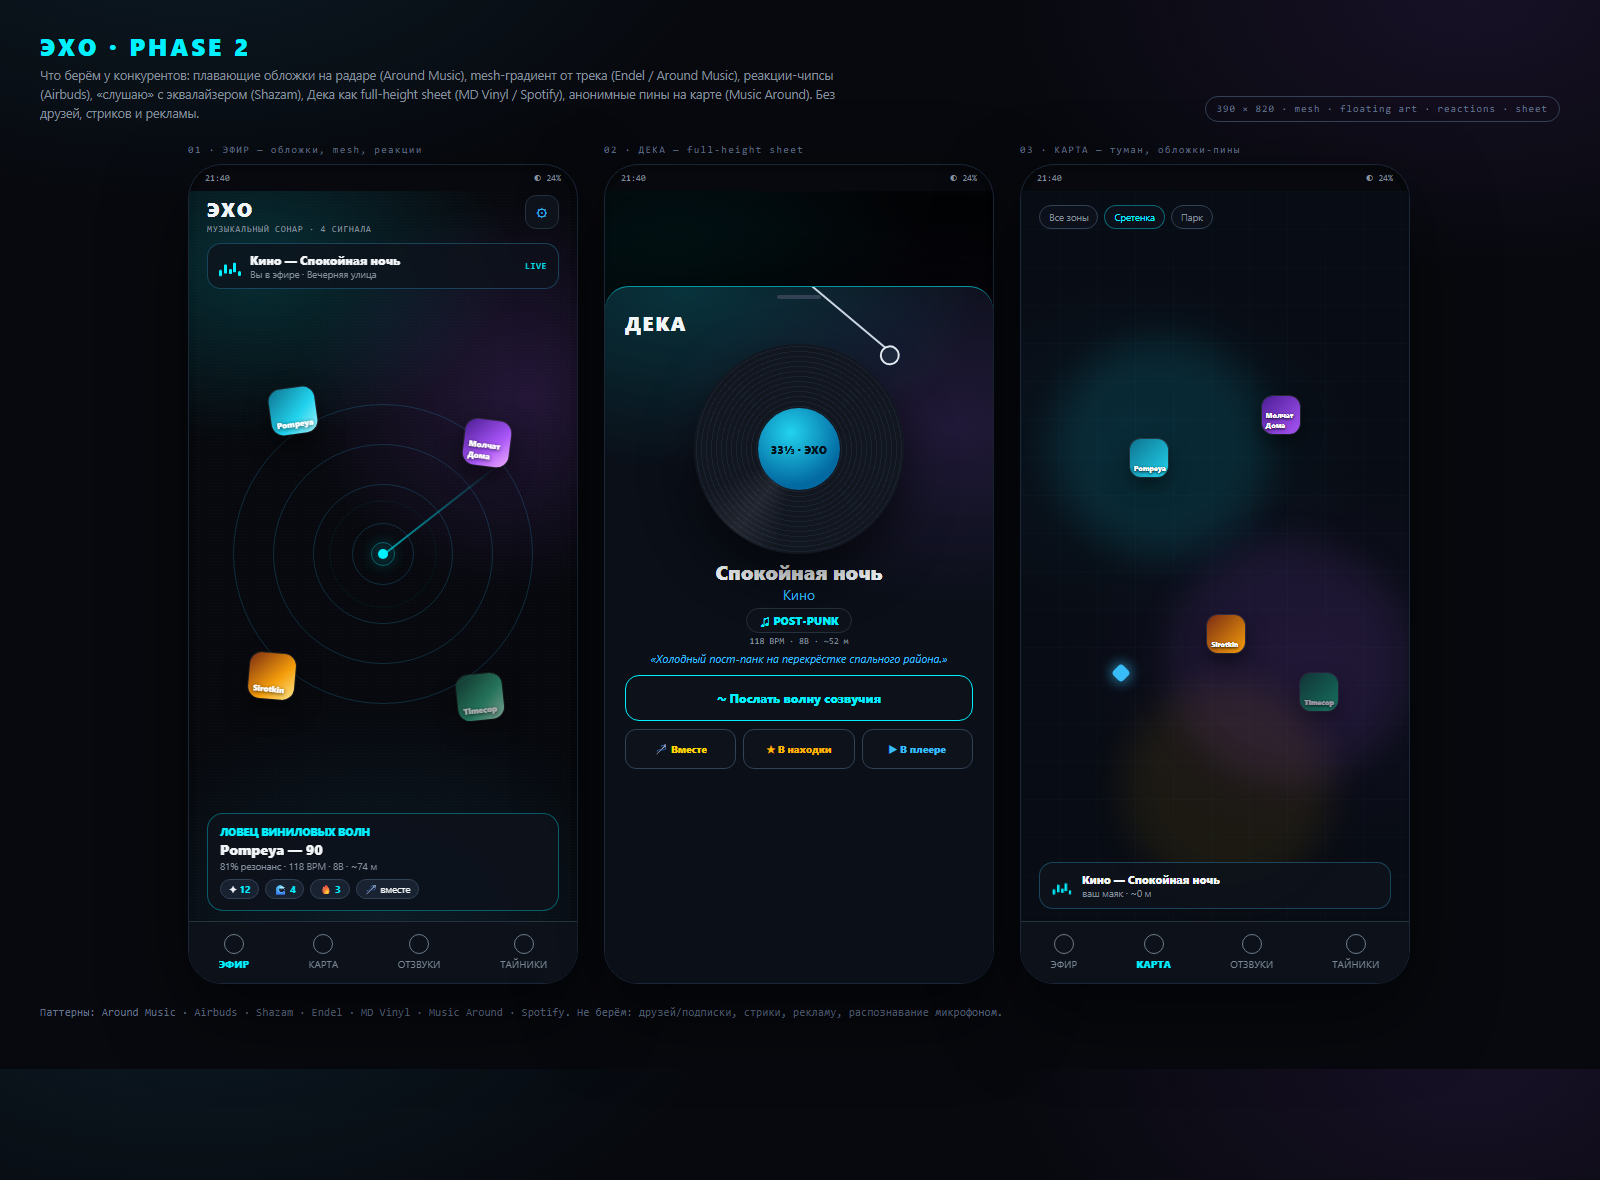 ЭХО · PHASE 2
Что берём у конкурентов: плавающие обложки на радаре (Around Music), mesh-градиент от трека (Endel / Around Music), реакции-чипсы
(Airbuds), «слушаю» с эквалайзером (Shazam), Дека как full-height sheet (MD Vinyl / Spotify), анонимные пины на карте (Music Around). Без
друзей, стриков и рекламы.
390 × 820 · mesh · floating art · reactions · sheet
01 · ЭФИР — обложки, mesh, реакции
21:40
◐ 24%
ЭХО
МУЗЫКАЛЬНЫЙ СОНАР · 4 СИГНАЛА
Кино — Спокойная ночь
Вы в эфире · Вечерняя улица
LIVE
Pompeya
Молчат
Дома
Sirotkin
Timecop
ЛОВЕЦ ВИНИЛОВЫХ ВОЛН
Pompeya — 90
81% резонанс · 118 BPM · 8B · ~74 м
✦ 12
🌊 4
🔥 3
вместе
ЭФИР
КАРТА
ОТЗВУКИ
ТАЙНИКИ
02 · ДЕКА — full-height sheet
21:40
◐ 24%
ДЕКА
33⅓ · ЭХО
Спокойная ночь
Кино
♫ POST-PUNK
118 BPM · 8B · ~52 м
«Холодный пост-панк на перекрёстке спального района.»
~ Послать волну созвучия
Вместе
★ В находки
▶ В плеере
03 · КАРТА — туман, обложки-пины
21:40
◐ 24%
Все зоны
Сретенка
Парк
Молчат
Дома
Pompeya
Sirotkin
Timecop
Кино — Спокойная ночь
ваш маяк · ~0 м
ЭФИР
КАРТА
ОТЗВУКИ
ТАЙНИКИ
Паттерны: Around Music · Airbuds · Shazam · Endel · MD Vinyl · Music Around · Spotify. Не берём: друзей/подписки, стрики, рекламу, распознавание микрофоном.